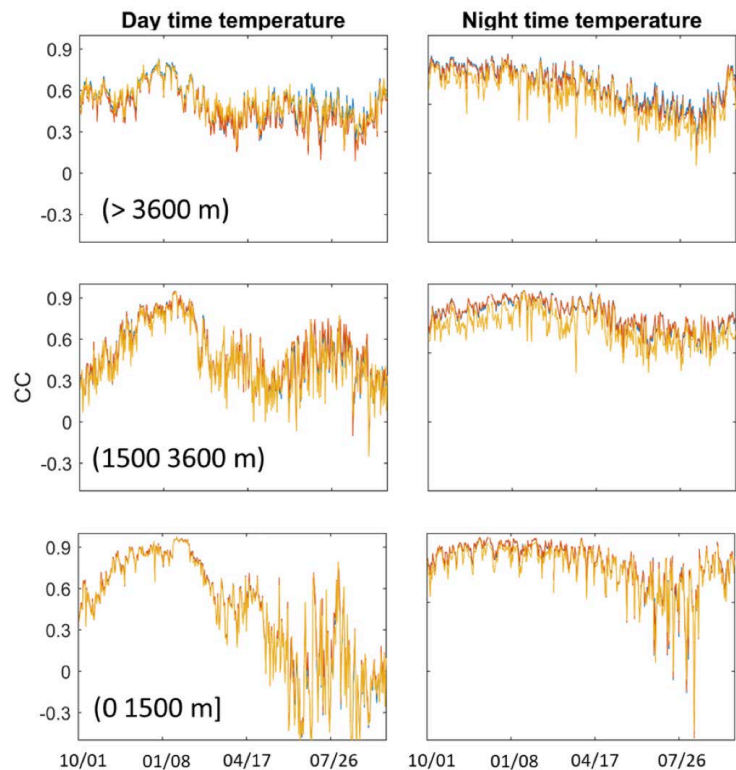 Day time temperature Night time temperature
0.9
0.6
0.3
0
-0.3
(> 3600 m)
0.9
0.6
0.3
0
-0.3
CC
(1500 3600 m)
0.9
0.6
0.3
0
-0.3
(0 1500 m]
10/01 01/08 04/17 07/26 10/01 01/08 04/17 07/26